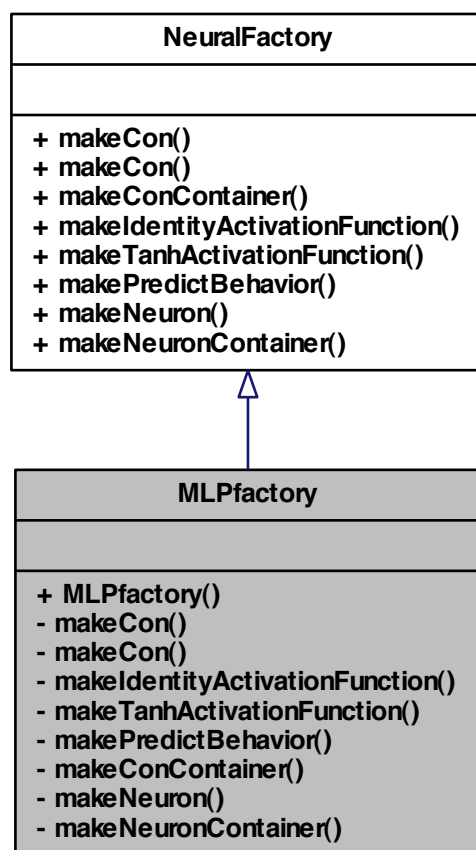 NeuralFactory
+ makeCon()
+ makeCon()
+ makeConContainer()
+ makeIdentityActivationFunction()
+ makeTanhActivationFunction()
+ makePredictBehavior()
+ makeNeuron()
+ makeNeuronContainer()
MLPfactory
+ MLPfactory()
- makeCon()
- makeCon()
- makeIdentityActivationFunction()
- makeTanhActivationFunction()
- makePredictBehavior()
- makeConContainer()
- makeNeuron()
- makeNeuronContainer()